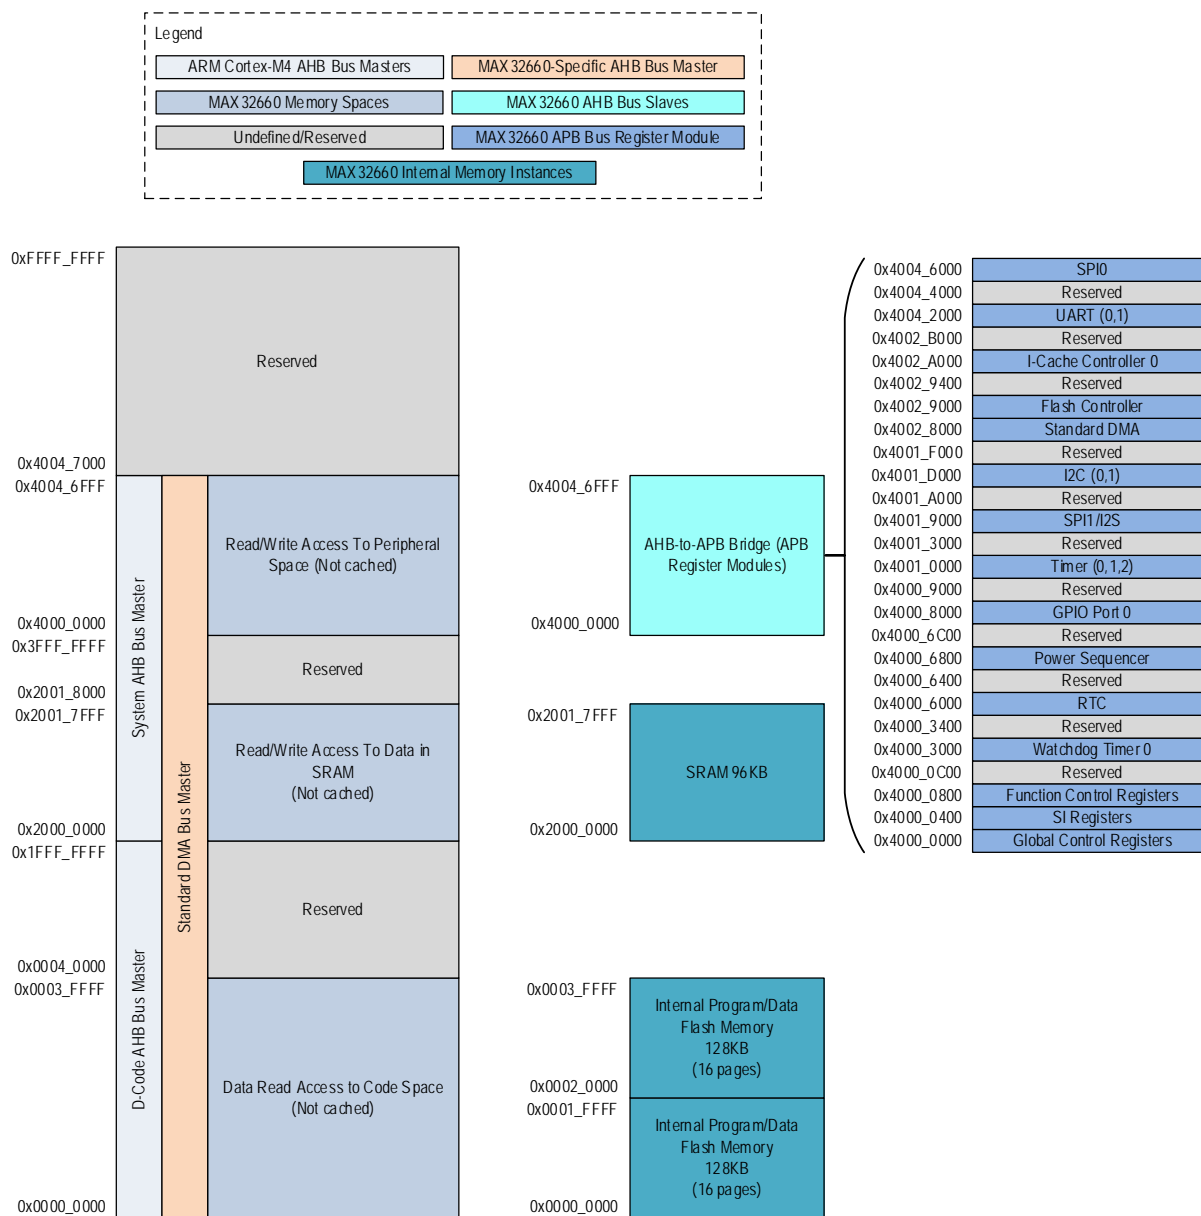 Legend
ARM Cortex-M4 AHB Bus Masters
MAX32660-Specific AHB Bus Master
MAX32660 Memory Spaces
MAX32660 AHB Bus Slaves
Undefined/Reserved
MAX32660 APB Bus Register Module
MAX32660 Internal Memory Instances
0xFFFF_FFFF
Reserved
0x4004_7000
0x4004_6FFF
Read/Write Access To Peripheral
Space (Not cached)
0x4000_0000
0x3FFF_FFFF
Reserved
0x2001_8000
0x2001_7FFF
Read/Write Access To Data in
SRAM
(Not cached)
0x2000_0000
0x1FFF_FFFF
Reserved
0x0004_0000
0x0003_FFFF
Data Read Access to Code Space
(Not cached)
0x0000_0000
System AHB Bus Master
D-Code AHB Bus Master
Standard DMA Bus Master
0x4004_6FFF
AHB-to-APB Bridge (APB
Register Modules)
0x4000_0000
0x2001_7FFF
SRAM 96KB
0x2000_0000
0x0003_FFFF
Internal Program/Data
Flash Memory
128KB
(16 pages)
0x0002_0000
0x0001_FFFF
Internal Program/Data
Flash Memory
128KB
(16 pages)
0x0000_0000
0x4004_6000 SPI0
0x4004_4000 Reserved
0x4004_2000 UART (0,1)
0x4002_B000 Reserved
0x4002_A000 I-Cache Controller 0
0x4002_9400 Reserved
0x4002_9000 Flash Controller
0x4002_8000 Standard DMA
0x4001_F000 Reserved
0x4001_D000 I2C (0,1)
0x4001_A000 Reserved
0x4001_9000 SPI1/I2S
0x4001_3000 Reserved
0x4001_0000 Timer (0,1,2)
0x4000_9000 Reserved
0x4000_8000 GPIO Port 0
0x4000_6C00 Reserved
0x4000_6800 Power Sequencer
0x4000_6400 Reserved
0x4000_6000 RTC
0x4000_3400 Reserved
0x4000_3000 Watchdog Timer 0
0x4000_0C00 Reserved
0x4000_0800 Function Control Registers
0x4000_0400 SI Registers
0x4000_0000 Global Control Registers